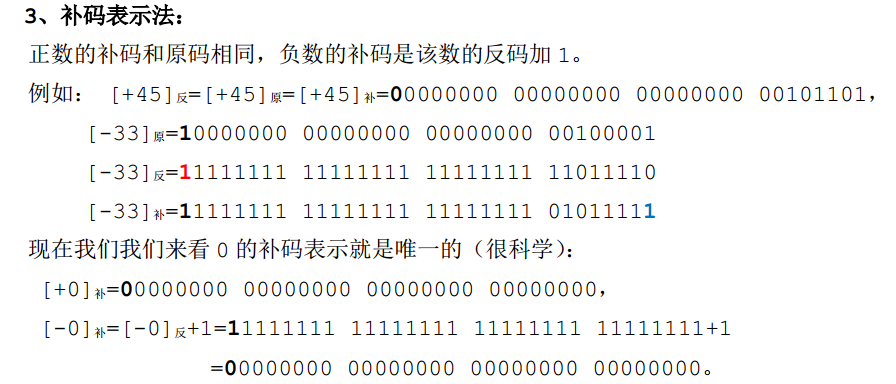 3、补码表示法：
正数的补码和原码相同，负数的补码是该数的反码加 1。
例如： [+45]反=[+45]原=[+45]补=00000000 00000000 00000000 00101101，
[-33]原=10000000 00000000 00000000 00100001
[-33]反=11111111 11111111 11111111 11011110
[-33]补=11111111 11111111 11111111 01011111
现在我们我们来看 0 的补码表示就是唯一的（很科学）：
[+0]补=00000000 00000000 00000000 00000000，
[-0]补=[-0]反+1=11111111 11111111 11111111 11111111+1
=00000000 00000000 00000000 00000000。